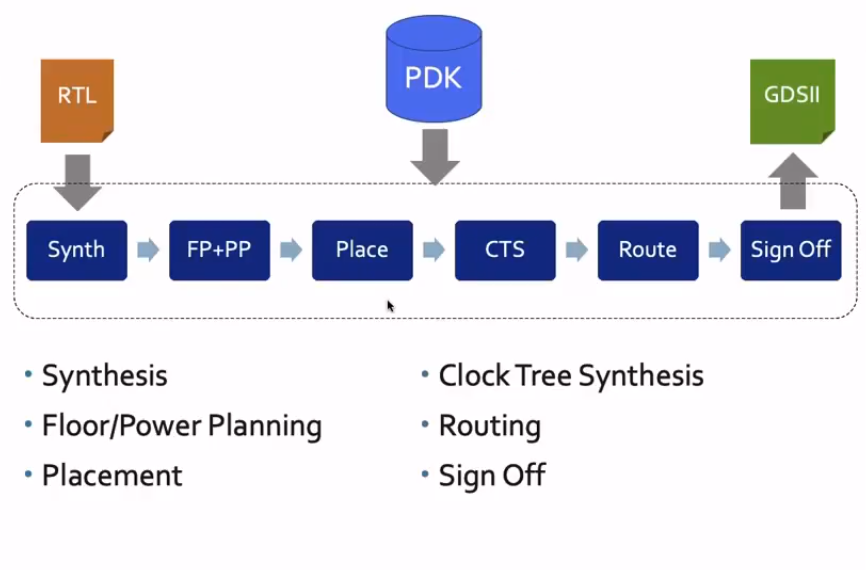 RTL
PDK
GDSII
Synth
FP+PP
Place
CTS
Route
Sign Off
• Synthesis
• Floor/Power Planning
• Placement
• Clock Tree Synthesis
• Routing
• Sign Off